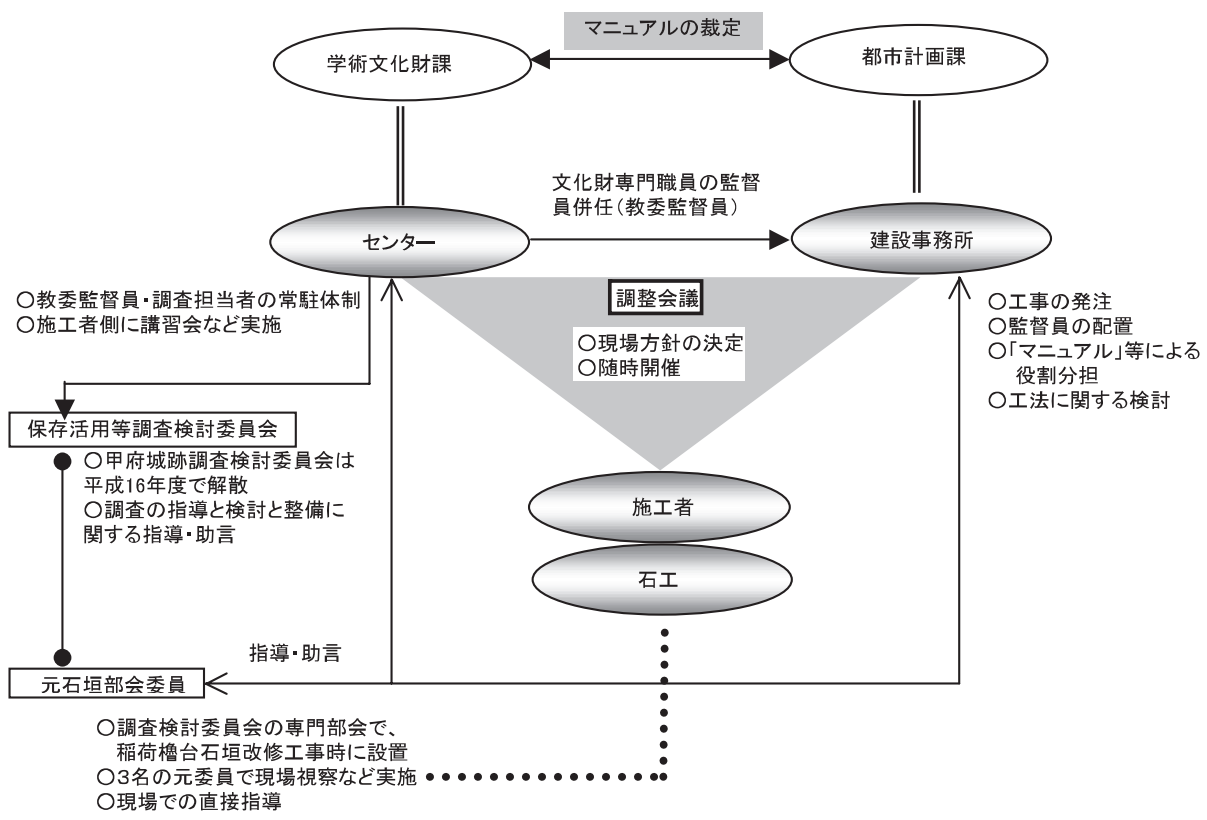 マニュアルの裁定
学術文化財課
都市計画課
文化財専門職員の監督
員併任(教委監督員)
センター
建設事務所
○教委監督員・調査担当者の常駐体制
○施工者側に講習会など実施
調整会議
○現場方針の決定
○随時開催
○工事の発注
○監督員の配置
○「マニュアル」等による
役割分担
○工法に関する検討
保存活用等調査検討委員会
○甲府城跡調査検討委員会は
平成16年度で解散
○調査の指導と検討と整備に
関する指導・助言
施工者
石工
指導・助言
元石垣部会委員
○調査検討委員会の専門部会で、
稲荷櫓台石垣改修工事時に設置
○3名の元委員で現場視察など実施
○現場での直接指導